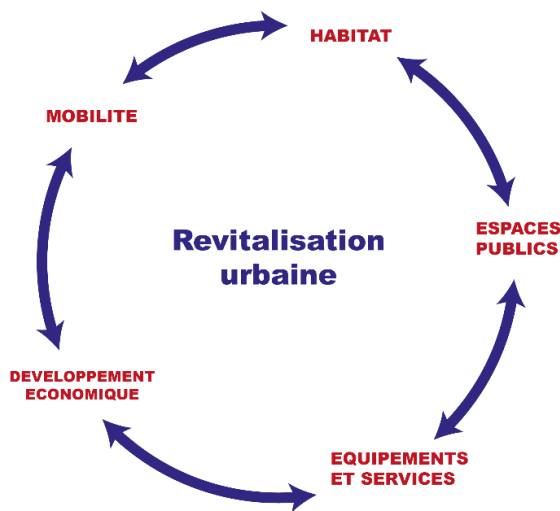 HABITAT
MOBILITE
ESPACES
PUBLICS
Revitalisation
urbaine
DEVELOPPEMENT
ECONOMIQUE
EQUIPEMENTS
ET SERVICES